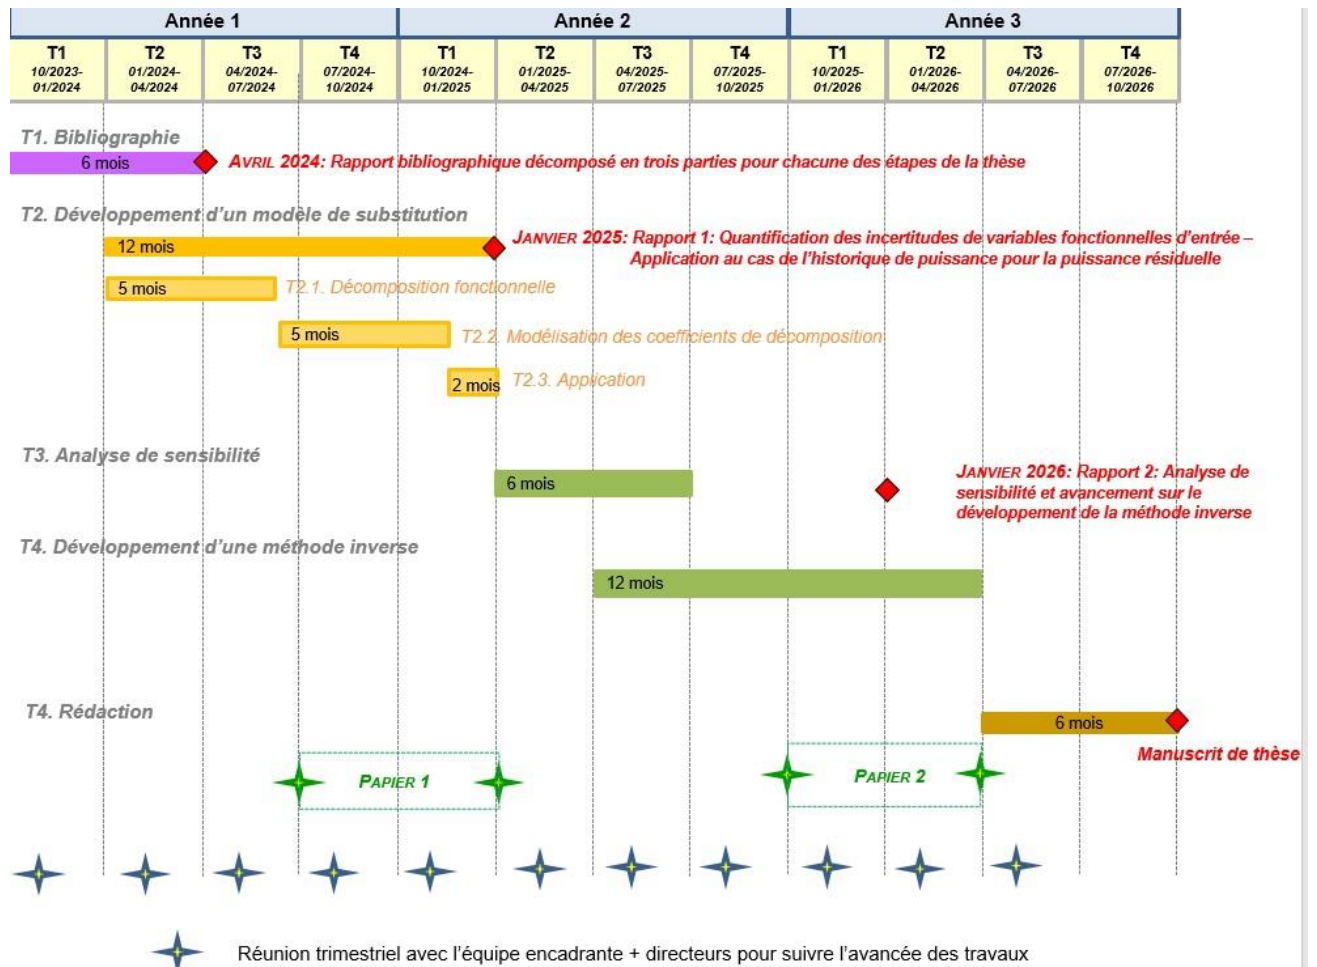 Année 1 Année 2 Année 3
T1 T2 T3 T4 T1 T2 T3 T4 T1 T2 T3 T4
10/2023- 01/2024- 04/2024- 07/2024- 10/2024- 01/2025- 04/2025- 07/2025- 10/2025- 01/2026- 04/2026- 07/2026-
01/2024 04/2024 07/2024 10/2024 01/2025 04/2025 07/2025 10/2025 01/2026 04/2026 07/2026 10/2026
T1. Bibliographie
6 mois
AVRIL 2024: Rapport bibliographique décomposé en trois parties pour chacune des étapes de la thèse
T2. Développement d'un modèle de substitution
12 mois
JANVIER 2025: Rapport 1: Quantification des incertitudes de variables fonctionnelles d'entrée –
Application au cas de l'historique de puissance pour la puissance résiduelle
5 mois
T2.1. Décomposition fonctionnelle
5 mois
T2.2. Modélisation des coefficients de décomposition
2 mois
T2.3. Application
T3. Analyse de sensibilité
6 mois
JANVIER 2026: Rapport 2: Analyse de
sensibilité et avancement sur le
développement de la méthode inverse
T4. Développement d'une méthode inverse
12 mois
T4. Rédaction
6 mois
Manuscrit de thèse
PAPIER 1
PAPIER 2
Réunion trimestriel avec l'équipe encadrante + directeurs pour suivre l'avancée des travaux